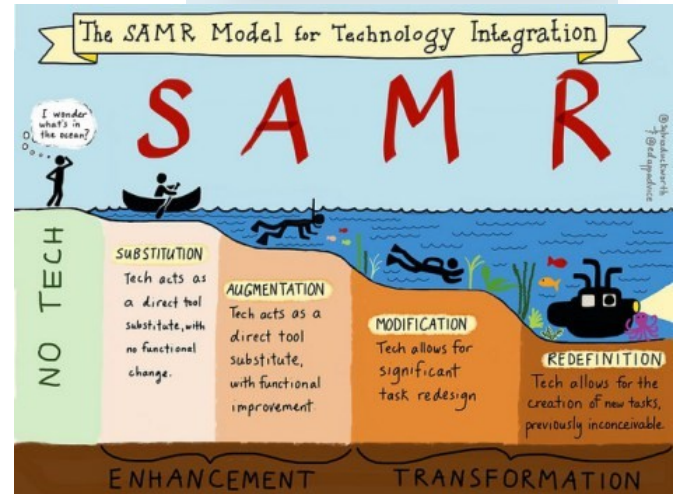 The SAMR Model for Technology Integration
S A M R
I wonder
what's in
the ocean?
@sylviaduckworth
@edappadvice
NO TECH
SUBSTITUTION
Tech acts as
a direct tool
substitute, with
no functional
change.
AUGMENTATION
Tech acts as a
direct tool
substitute,
with functional
improvement
MODIFICATION
Tech allows for
significant
task redesign
REDEFINITION
Tech allows for the
creation of new tasks,
previously inconceivable.
ENHANCEMENT
TRANSFORMATION